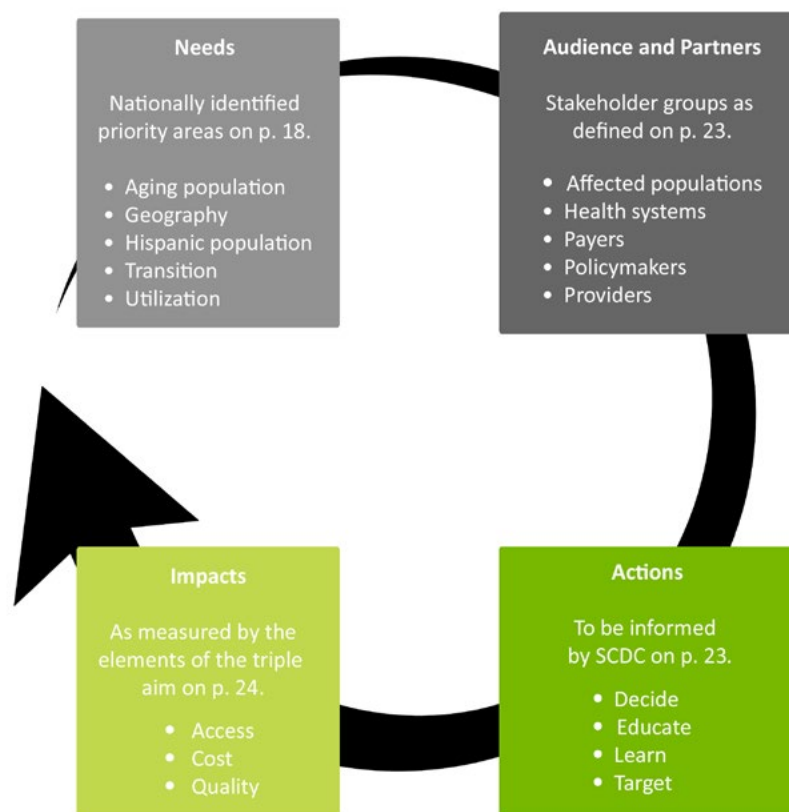 Needs
Nationally identified
priority areas on p. 18.
• Aging population
• Geography
• Hispanic population
• Transition
• Utilization
Audience and Partners
Stakeholder groups as
defined on p. 23.
• Affected populations
• Health systems
• Payers
• Policymakers
• Providers
Impacts
As measured by the
elements of the triple
aim on p. 24.
• Access
• Cost
• Quality
Actions
To be informed
by SCDC on p. 23.
• Decide
• Educate
• Learn
• Target